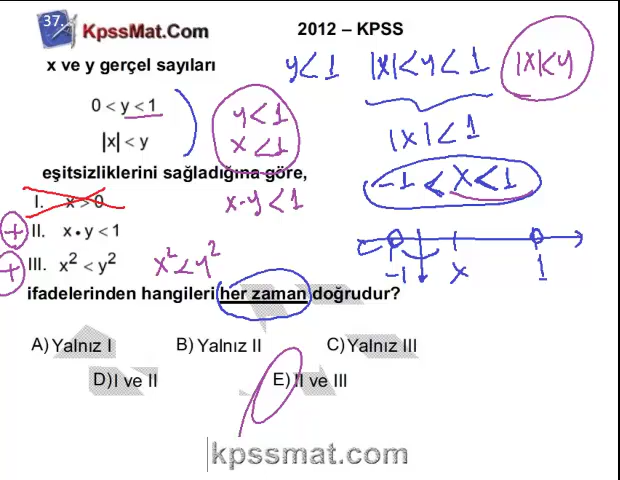 37.
KpssMat.Com
2012 – KPSS
x ve y gerçel sayıları
y<1 |x|<y<1 |x|<y
0 < y < 1
y<1
|x| < y
x<1
|x|<1
eşitsizliklerini sağladığına göre,
-1 < x<1
I. x > 0
x·y<1
+ II. x • y < 1
+ III. x² < y²
x²<y²
-1 x 1
ifadelerinden hangileri her zaman doğrudur?
A) Yalnız I B) Yalnız II C) Yalnız III
D) I ve II E) II ve III
kpssmat.com